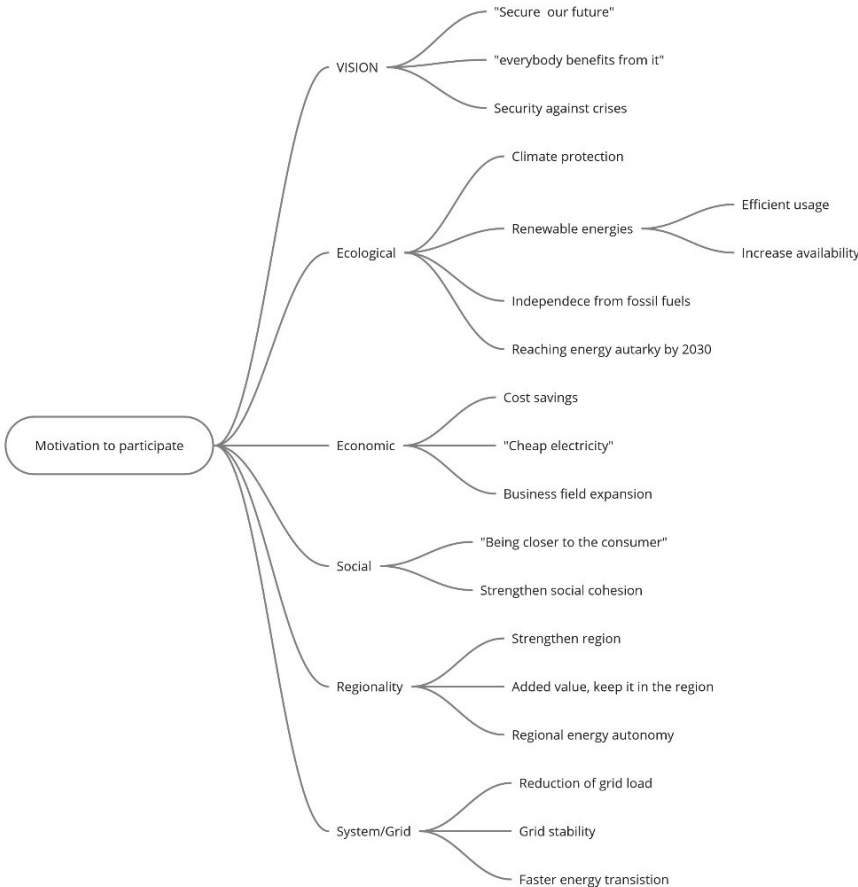 Motivation to participate
VISION
"Secure  our future"
"everybody benefits from it"
Security against crises
Ecological
Climate protection
Renewable energies
Efficient usage
Increase availability
Independece from fossil fuels
Reaching energy autarky by 2030
Economic
Cost savings
"Cheap electricity"
Business field expansion
Social
"Being closer to the consumer"
Strengthen social cohesion
Regionality
Strengthen region
Added value, keep it in the region
Regional energy autonomy
System/Grid
Reduction of grid load
Grid stability
Faster energy transistion